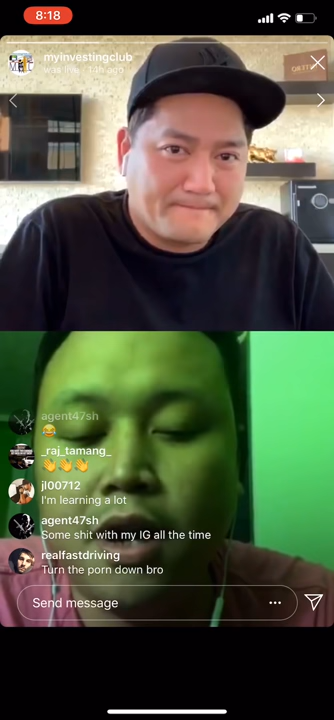 8:18
myinvestingclub
was live · 11h ago
agent47sh
😂
_raj_tamang_
👏👏👏
jl00712
I'm learning a lot
agent47sh
Some shit with my IG all the time
realfastdriving
Turn the porn down bro
Send message